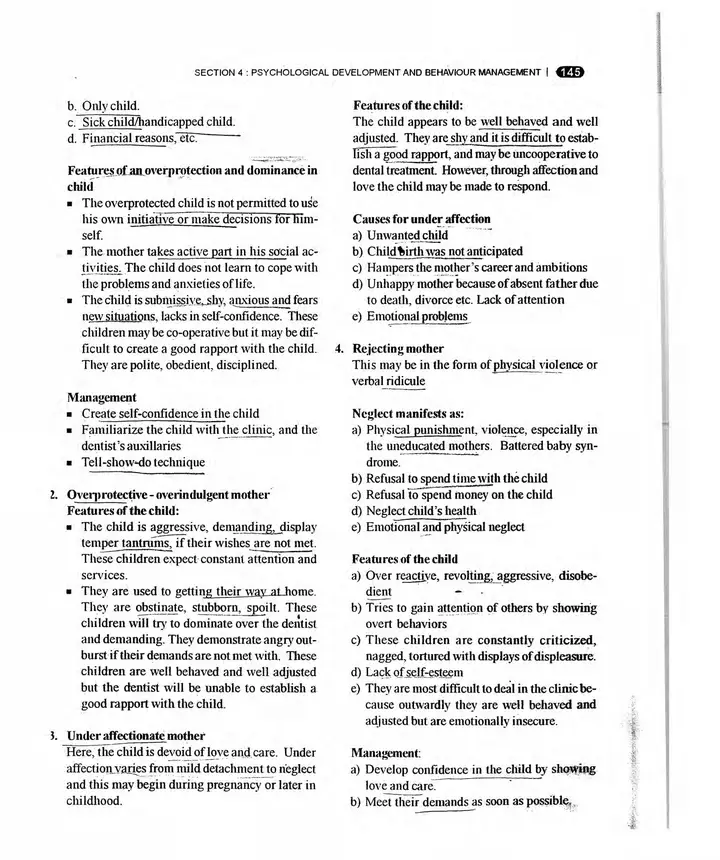 SECTION 4 : PSYCHOLOGICAL DEVELOPMENT AND BEHAVIOUR MANAGEMENT | 145
b. Only child.
c. Sick child/handicapped child.
d. Financial reasons, etc.
Features of an overprotection and dominance in
child
■ The overprotected child is not permitted to use
his own initiative or make decisions for him-
self.
■ The mother takes active part in his social ac-
tivities. The child does not learn to cope with
the problems and anxieties of life.
■ The child is submissive, shy, anxious and fears
new situations, lacks in self-confidence. These
children may be co-operative but it may be dif-
ficult to create a good rapport with the child.
They are polite, obedient, disciplined.
Management
■ Create self-confidence in the child
■ Familiarize the child with the clinic, and the
dentist's auxillaries
■ Tell-show-do technique
2. Overprotective - overindulgent mother
Features of the child:
■ The child is aggressive, demanding, display
temper tantrums, if their wishes are not met.
These children expect constant attention and
services.
■ They are used to getting their way at home.
They are obstinate, stubborn, spoilt. These
children will try to dominate over the dentist
and demanding. They demonstrate angry out-
burst if their demands are not met with. These
children are well behaved and well adjusted
but the dentist will be unable to establish a
good rapport with the child.
3. Under affectionate mother
Here, the child is devoid of love and care. Under
affection varies from mild detachment to neglect
and this may begin during pregnancy or later in
childhood.
Features of the child:
The child appears to be well behaved and well
adjusted. They are shy and it is difficult to estab-
lish a good rapport, and may be uncooperative to
dental treatment. However, through affection and
love the child may be made to respond.
Causes for under affection
a) Unwanted child
b) Child birth was not anticipated
c) Hampers the mother's career and ambitions
d) Unhappy mother because of absent father due
to death, divorce etc. Lack of attention
e) Emotional problems
4. Rejecting mother
This may be in the form of physical violence or
verbal ridicule
Neglect manifests as:
a) Physical punishment, violence, especially in
the uneducated mothers. Battered baby syn-
drome.
b) Refusal to spend time with the child
c) Refusal to spend money on the child
d) Neglect child's health
e) Emotional and physical neglect
Features of the child
a) Over reactive, revolting, aggressive, disobe-
dient
b) Tries to gain attention of others by showing
overt behaviors
c) These children are constantly criticized,
nagged, tortured with displays of displeasure.
d) Lack of self-esteem
e) They are most difficult to deal in the clinic be-
cause outwardly they are well behaved and
adjusted but are emotionally insecure.
Management:
a) Develop confidence in the child by showing
love and care.
b) Meet their demands as soon as possible.